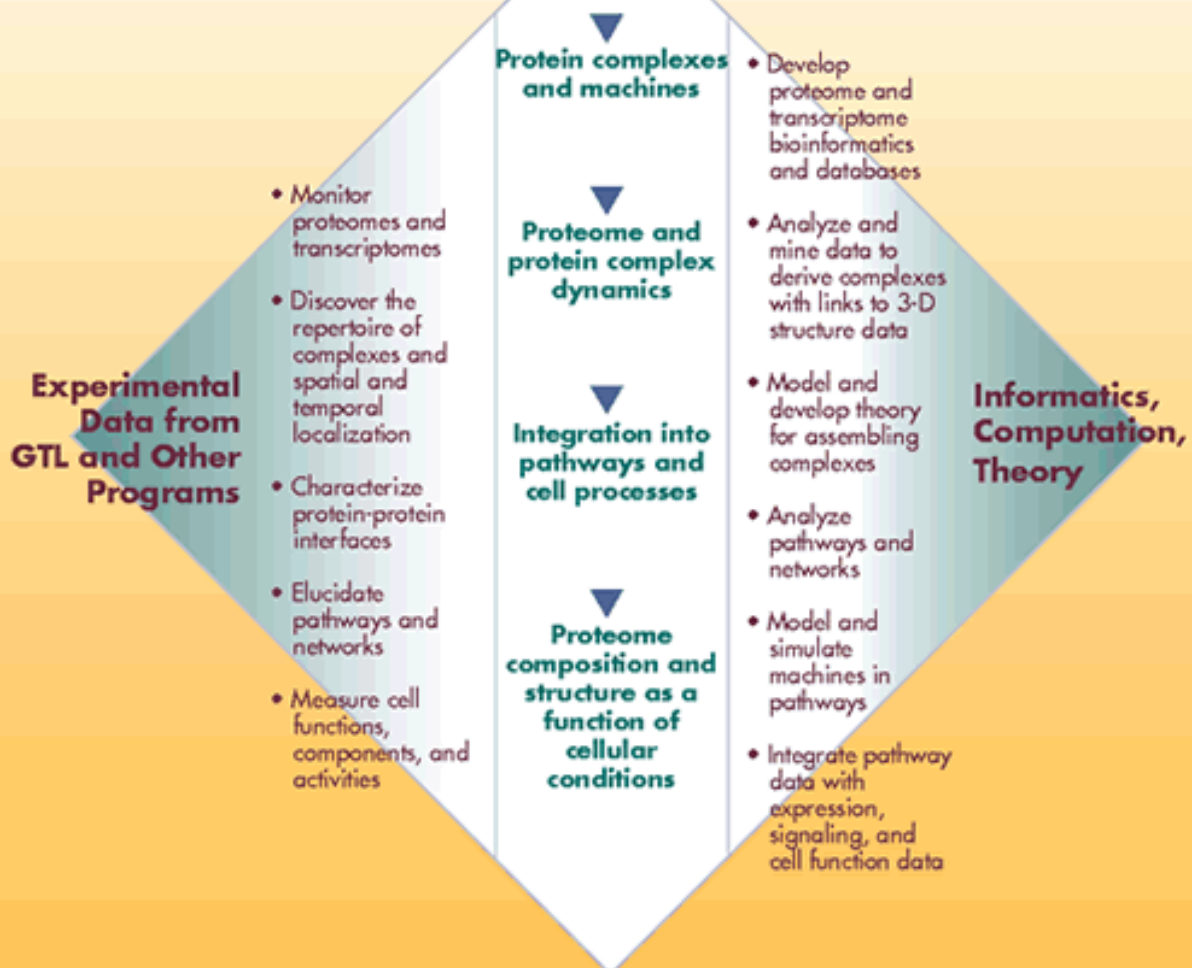 Experimental
Data from
GTL and Other
Programs
• Monitor
proteomes and
transcriptomes
• Discover the
repertoire of
complexes and
spatial and
temporal
localization
• Characterize
protein-protein
interfaces
• Elucidate
pathways and
networks
• Measure cell
functions,
components, and
activities
Protein complexes
and machines
Proteome and
protein complex
dynamics
Integration into
pathways and
cell processes
Proteome
composition and
structure as a
function of
cellular
conditions
• Develop
proteome and
transcriptome
bioinformatics
and databases
• Analyze and
mine data to
derive complexes
with links to 3-D
structure data
• Model and
develop theory
for assembling
complexes
• Analyze
pathways and
networks
• Model and
simulate
machines in
pathways
• Integrate pathway
data with
expression,
signaling, and
cell function data
Informatics,
Computation,
Theory